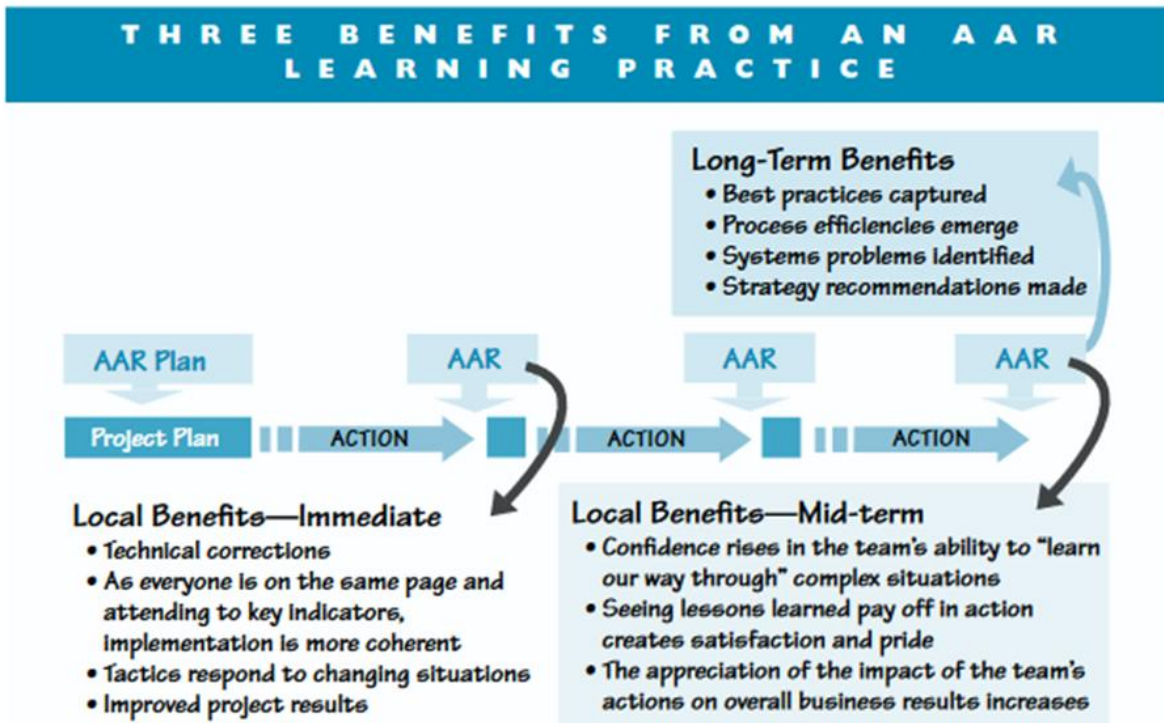 THREE BENEFITS FROM AN AAR
LEARNING PRACTICE
Long-Term Benefits
• Best practices captured
• Process efficiencies emerge
• Systems problems identified
• Strategy recommendations made
AAR Plan
AAR
AAR
AAR
Project Plan
ACTION
ACTION
ACTION
Local Benefits—Immediate
• Technical corrections
• As everyone is on the same page and
attending to key indicators,
implementation is more coherent
• Tactics respond to changing situations
• Improved project results
Local Benefits—Mid-term
• Confidence rises in the team's ability to "learn
our way through" complex situations
• Seeing lessons learned pay off in action
creates satisfaction and pride
• The appreciation of the impact of the team's
actions on overall business results increases